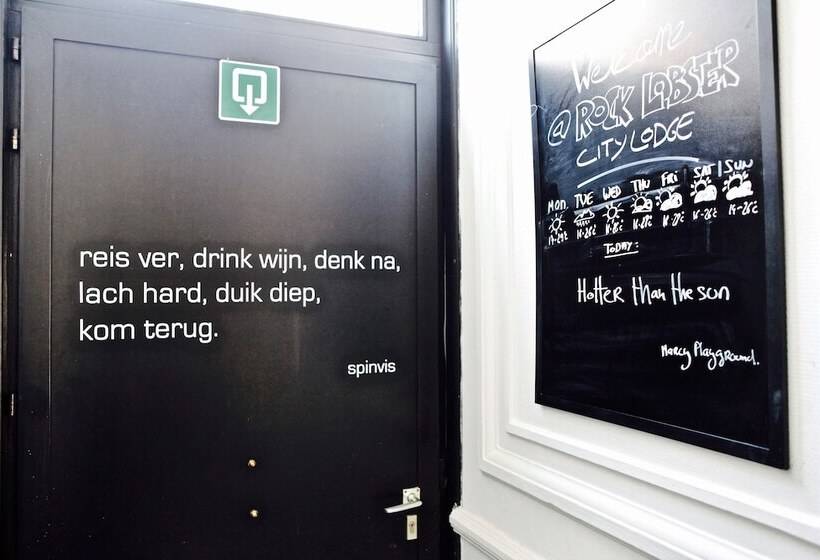 reis ver, drink wijn, denk na,
lach hard, duik diep,
kom terug.
spinvis
Welcome
@ ROCK LOBSTER
CITY LODGE
MON TUE WED THU FRI SAT SUN
TODAY:
Hotter than the sun
Marcy Playground.